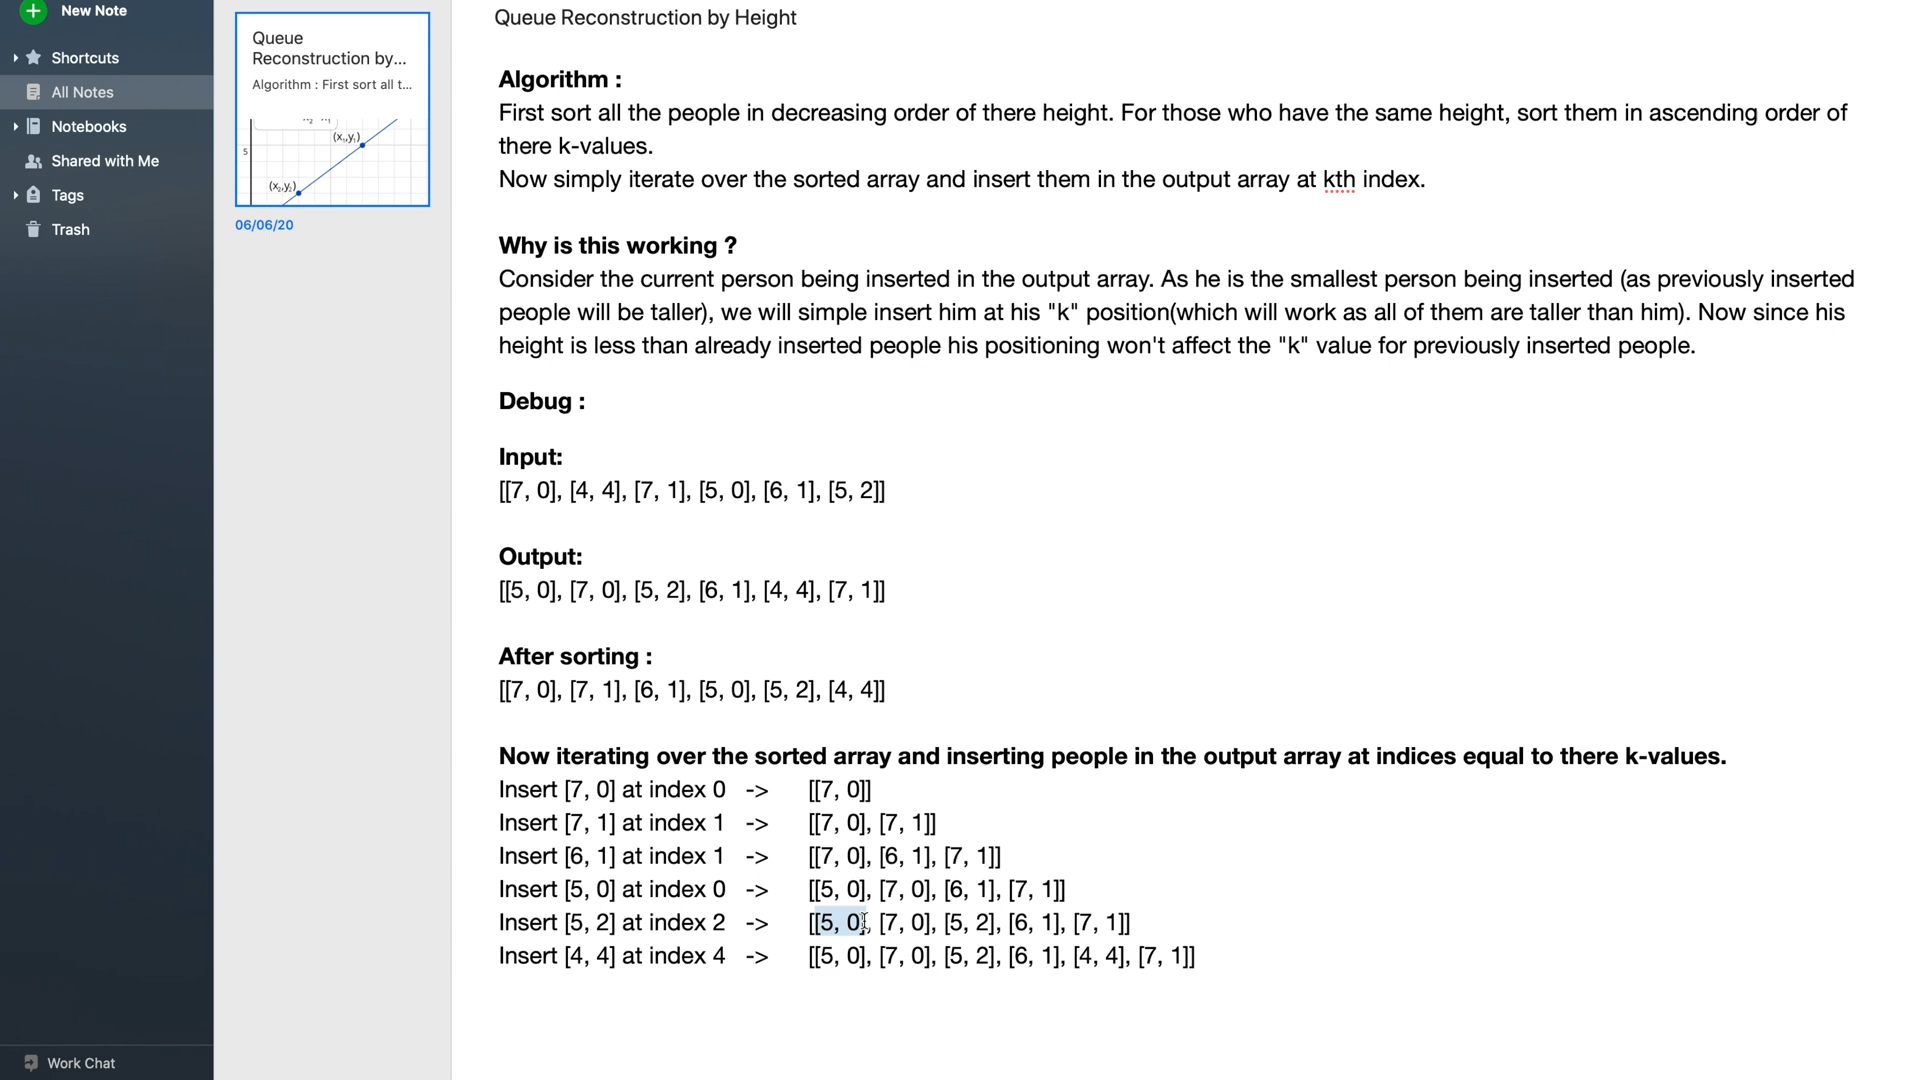 New Note
Shortcuts
All Notes
Notebooks
Shared with Me
Tags
Trash
Work Chat
Queue
Reconstruction by...
Algorithm : First sort all t...
(x₁,y₁)
5
(x₂,y₂)
06/06/20
Queue Reconstruction by Height
Algorithm :
First sort all the people in decreasing order of there height. For those who have the same height, sort them in ascending order of
there k-values.
Now simply iterate over the sorted array and insert them in the output array at kth index.
Why is this working ?
Consider the current person being inserted in the output array. As he is the smallest person being inserted (as previously inserted
people will be taller), we will simple insert him at his "k" position(which will work as all of them are taller than him). Now since his
height is less than already inserted people his positioning won't affect the "k" value for previously inserted people.
Debug :
Input:
[[7, 0], [4, 4], [7, 1], [5, 0], [6, 1], [5, 2]]
Output:
[[5, 0], [7, 0], [5, 2], [6, 1], [4, 4], [7, 1]]
After sorting :
[[7, 0], [7, 1], [6, 1], [5, 0], [5, 2], [4, 4]]
Now iterating over the sorted array and inserting people in the output array at indices equal to there k-values.
Insert [7, 0] at index 0 -> [[7, 0]]
Insert [7, 1] at index 1 -> [[7, 0], [7, 1]]
Insert [6, 1] at index 1 -> [[7, 0], [6, 1], [7, 1]]
Insert [5, 0] at index 0 -> [[5, 0], [7, 0], [6, 1], [7, 1]]
Insert [5, 2] at index 2 -> [[5, 0], [7, 0], [5, 2], [6, 1], [7, 1]]
Insert [4, 4] at index 4 -> [[5, 0], [7, 0], [5, 2], [6, 1], [4, 4], [7, 1]]